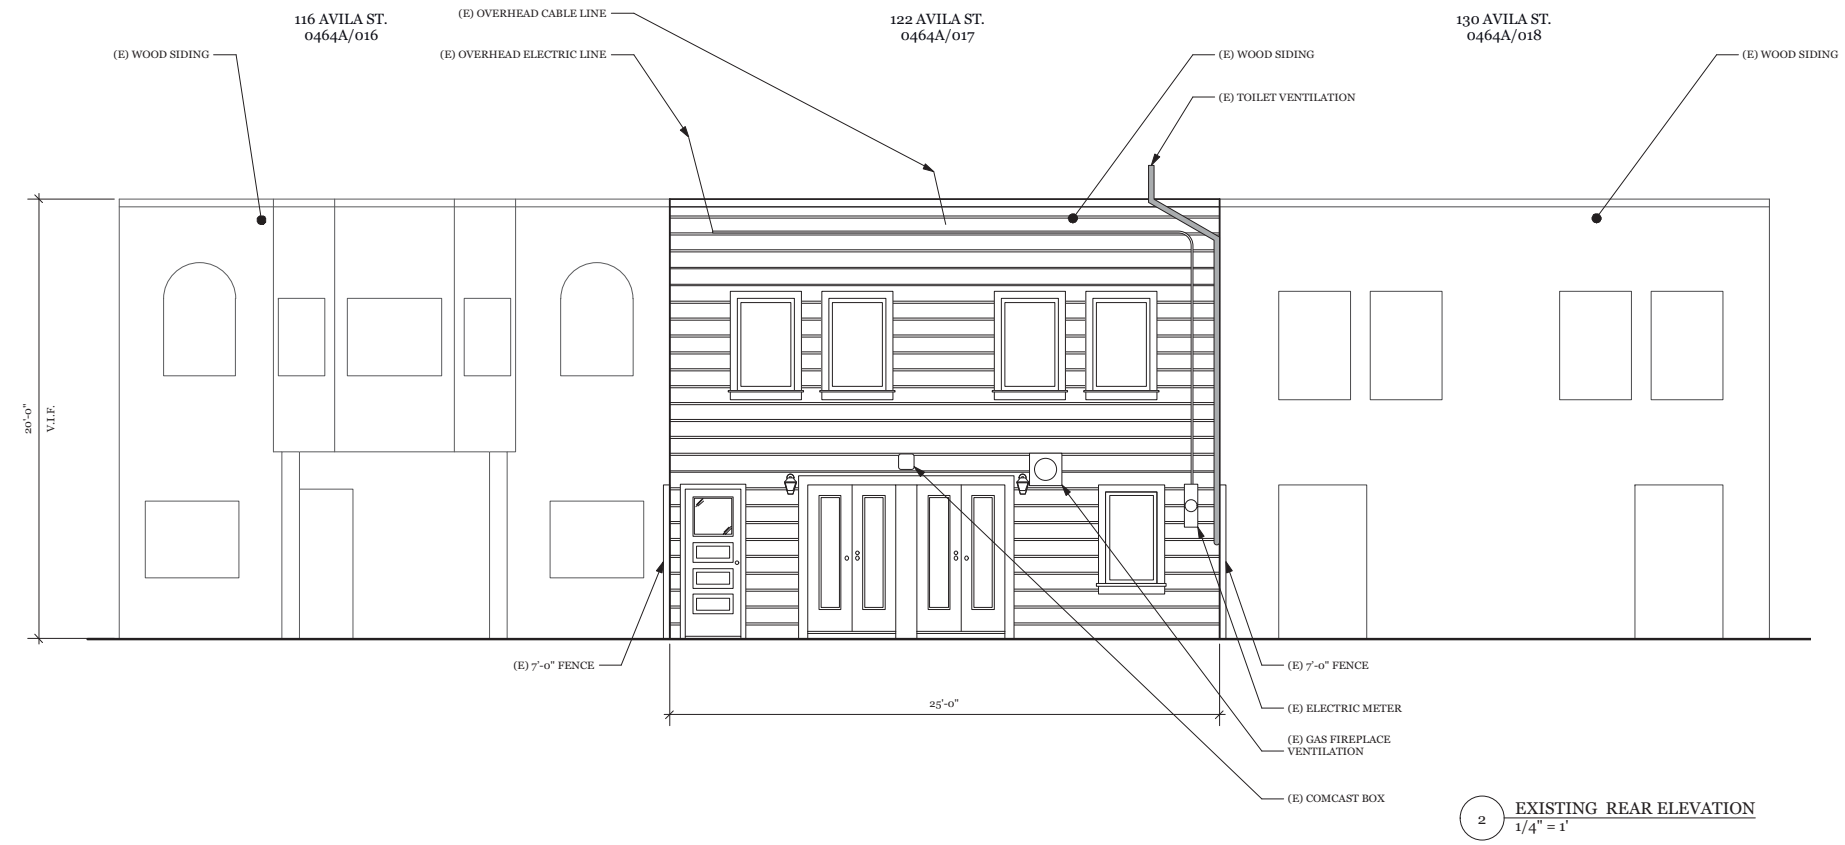 116 AVILA ST.
0464A/016
122 AVILA ST.
0464A/017
130 AVILA ST.
0464A/018
(E) OVERHEAD CABLE LINE
(E) WOOD SIDING
(E) OVERHEAD ELECTRIC LINE
(E) WOOD SIDING
(E) WOOD SIDING
(E) TOILET VENTILATION
20'-0"
V.I.F.
(E) 7'-0" FENCE
(E) 7'-0" FENCE
25'-0"
(E) ELECTRIC METER
(E) GAS FIREPLACE
VENTILATION
(E) COMCAST BOX
2
EXISTING REAR ELEVATION
1/4" = 1'